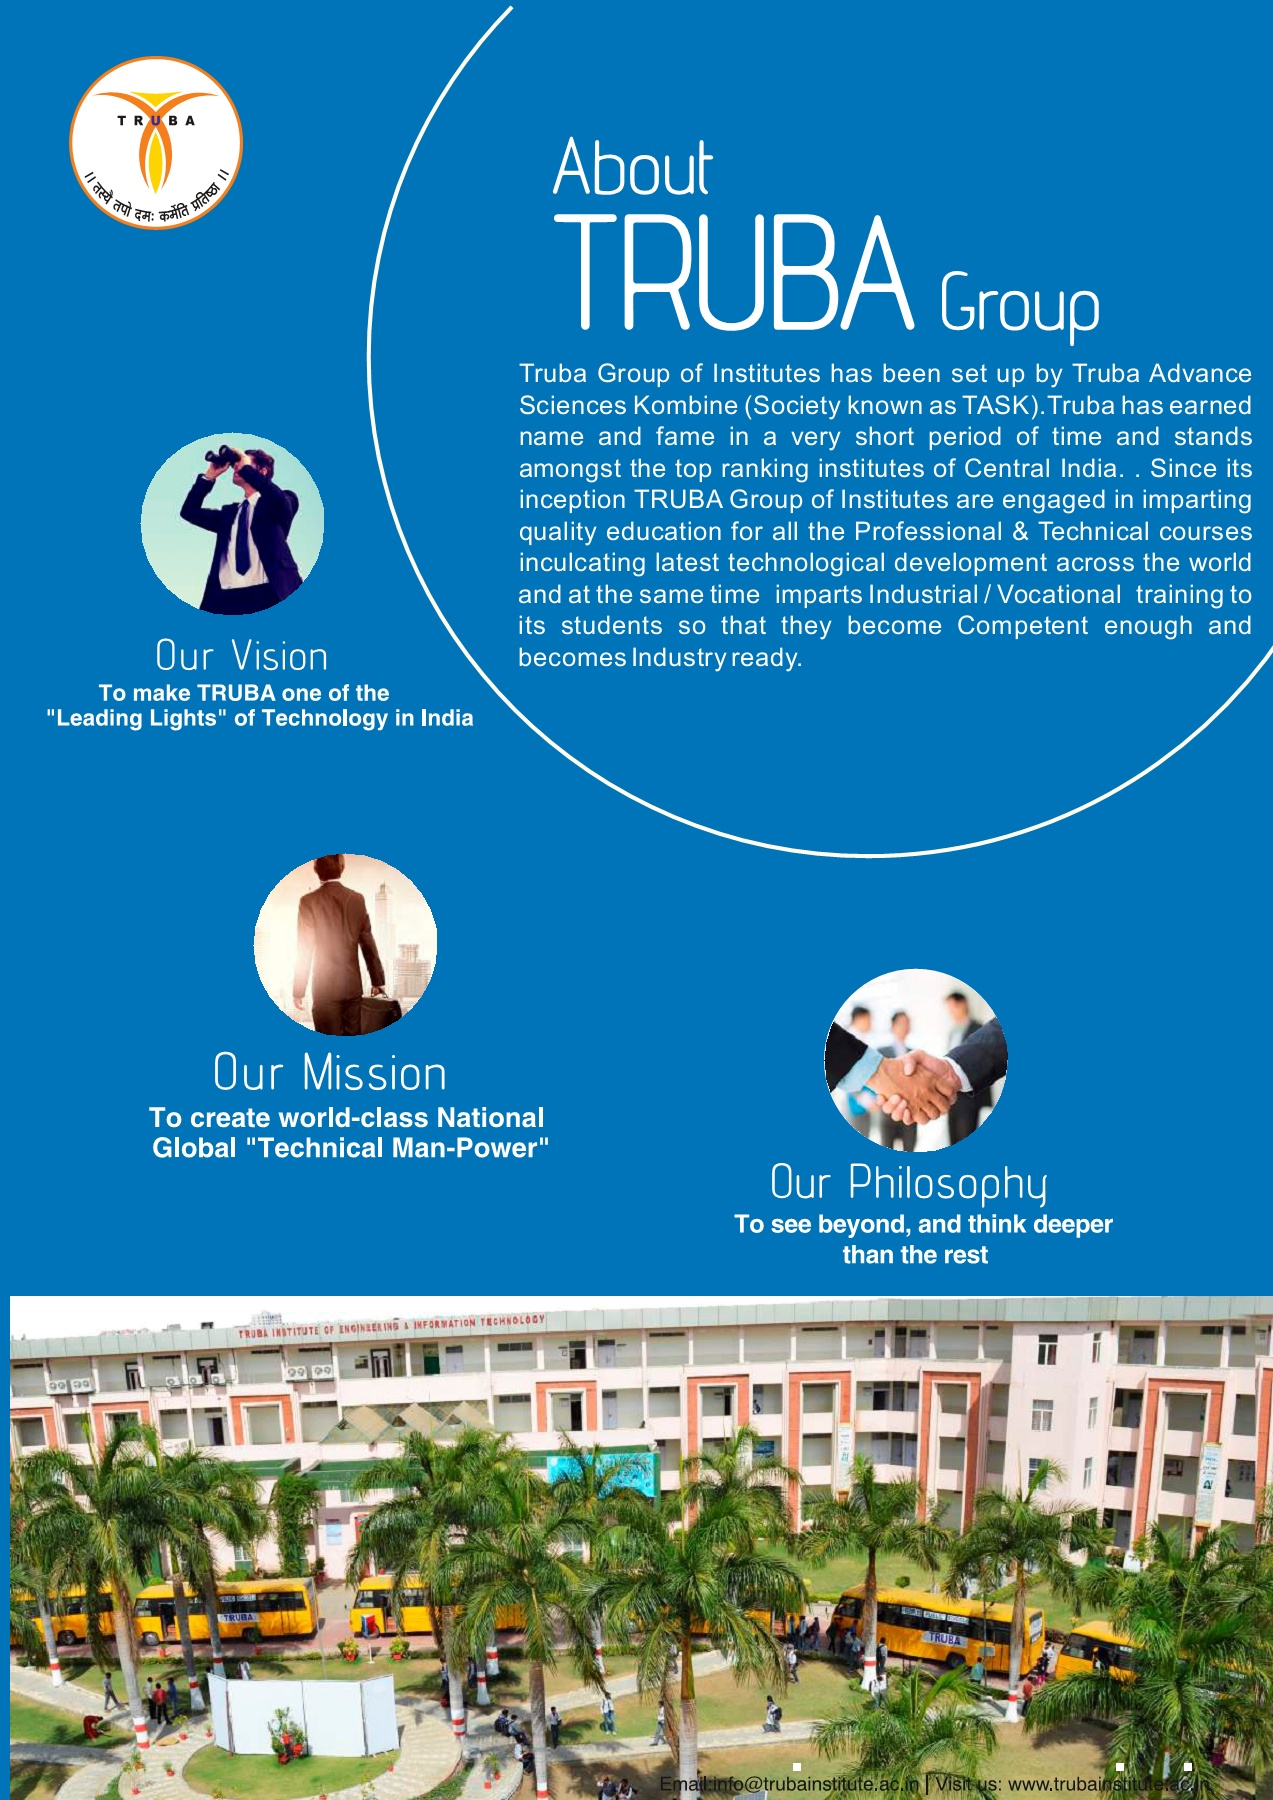 TRUBA
।। तस्यै तपो दमः कर्मेति प्रतिष्ठा ।।
About
TRUBA Group
Truba Group of Institutes has been set up by Truba Advance
Sciences Kombine (Society known as TASK).Truba has earned
name and fame in a very short period of time and stands
amongst the top ranking institutes of Central India. . Since its
inception TRUBA Group of Institutes are engaged in imparting
quality education for all the Professional & Technical courses
inculcating latest technological development across the world
and at the same time imparts Industrial / Vocational training to
its students so that they become Competent enough and
becomes Industry ready.
Our Vision
To make TRUBA one of the
"Leading Lights" of Technology in India
Our Mission
To create world-class National
Global "Technical Man-Power"
Our Philosophy
To see beyond, and think deeper
than the rest
TRUBA INSTITUTE OF ENGINEERING & INFORMATION TECHNOLOGY
TRUBA
TRUBA
Email:info@trubainstitute.ac.in | Visit us: www.trubainstitute.ac.in